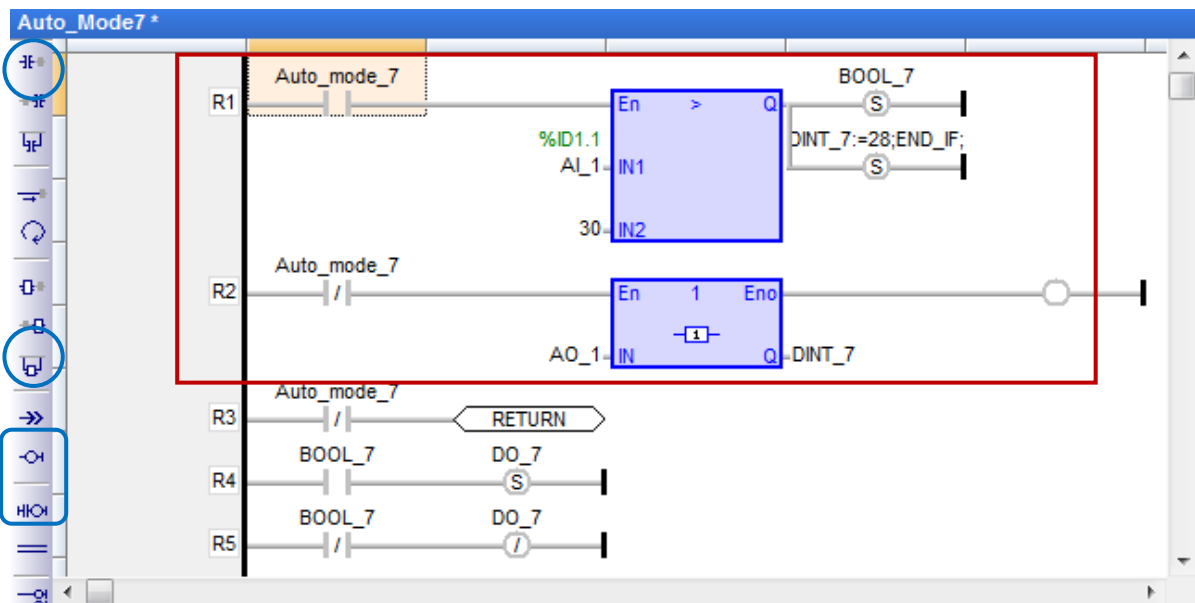 Auto_Mode7 *
Auto_mode_7 BOOL_7
R1 En > Q S
%ID1.1 DINT_7:=28;END_IF;
AI_1 IN1 S
30 IN2
Auto_mode_7
R2 / En 1 Eno
1
AO_1 IN Q DINT_7
Auto_mode_7
R3 / RETURN
BOOL_7 DO_7
R4 S
BOOL_7 DO_7
R5 / /